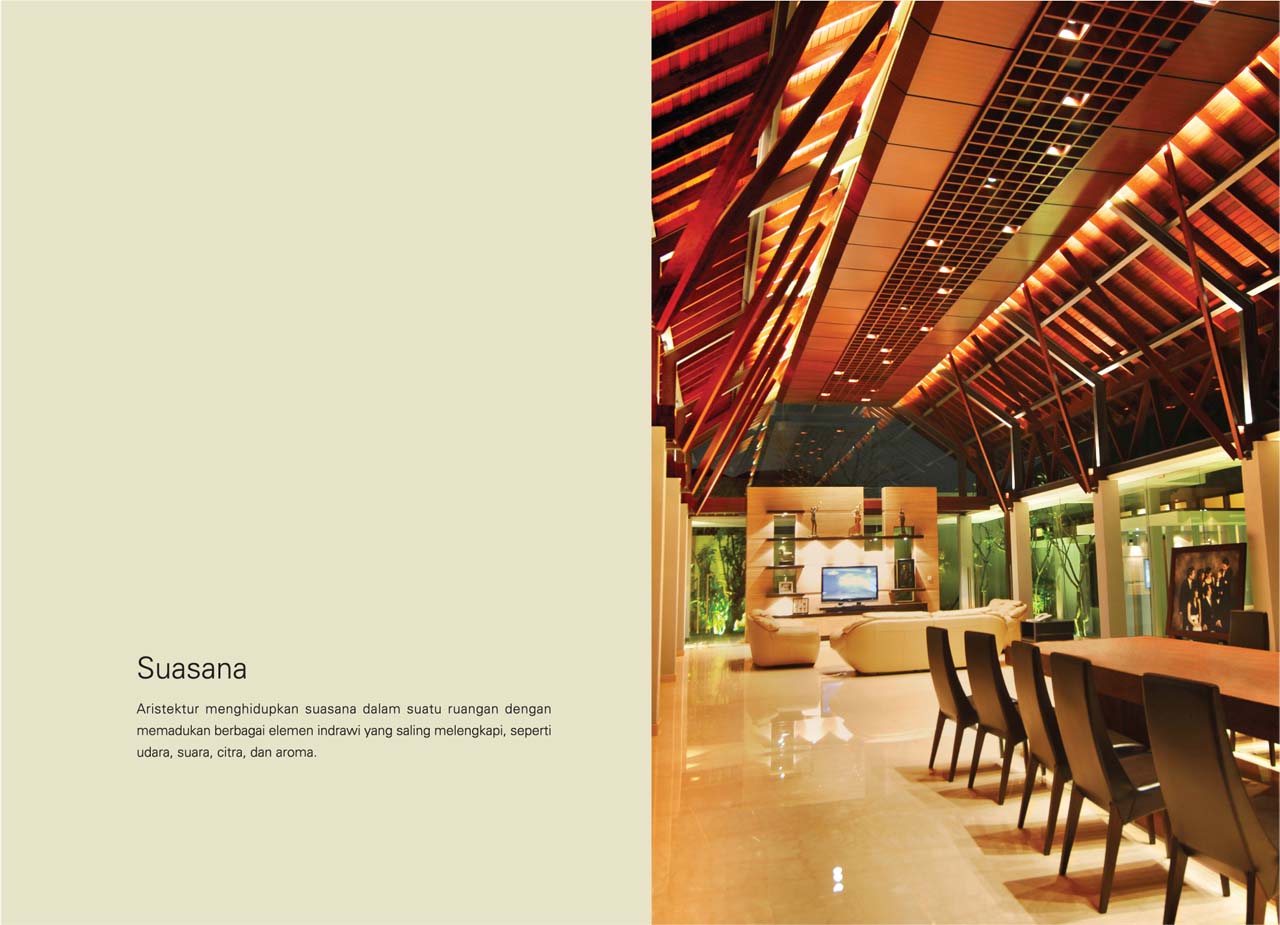 Suasana
Aristektur menghidupkan suasana dalam suatu ruangan dengan
memadukan berbagai elemen indrawi yang saling melengkapi, seperti
udara, suara, citra, dan aroma.